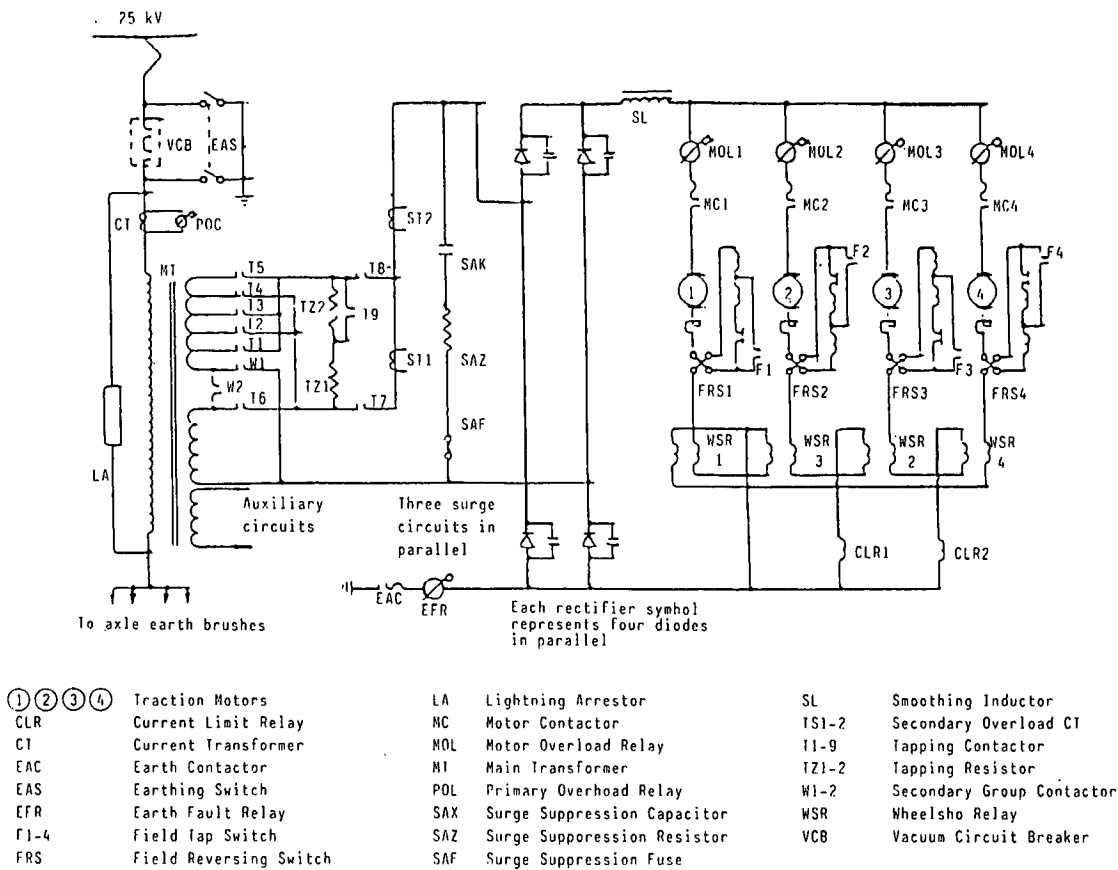 25 kV
SL
VCB EAS
MOL1 MOL2 MOL3 MOL4
CT POC
MC1 MC2 MC3 MC4
ST2
MT T5 T8
SAK
F2 F4
T4
T3 TZ2 T9
T2
1 2 3 4
T1
ST1
SAZ
W1
F1 F3
W2 TZ1
FRS1 FRS2 FRS3 FRS4
T6 T7
SAF
WSR 1
WSR 3
WSR 2
WSR 4
LA
Auxiliary
circuits
Three surge
circuits in
parallel
CLR1 CLR2
EAC EFR
To axle earth brushes
Each rectifier symbol
represents four diodes
in parallel
1 2 3 4 Traction Motors
CLR Current Limit Relay
CT Current Transformer
EAC Earth Contactor
EAS Earthing Switch
EFR Earth Fault Relay
F1-4 Field Tap Switch
FRS Field Reversing Switch
LA Lightning Arrestor
MC Motor Contactor
MOL Motor Overload Relay
MT Main Transformer
POL Primary Overhoad Relay
SAX Surge Suppression Capacitor
SAZ Surge Supporession Resistor
SAF Surge Suppression Fuse
SL Smoothing Inductor
TS1-2 Secondary Overload CT
T1-9 Tapping Contactor
TZ1-2 Tapping Resistor
W1-2 Secondary Group Contactor
WSR Wheelsho Relay
VCB Vacuum Circuit Breaker